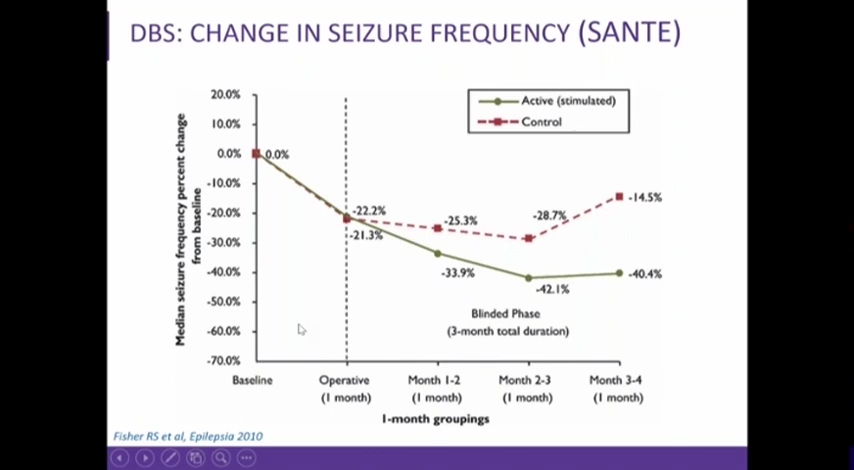 DBS: CHANGE IN SEIZURE FREQUENCY (SANTE)
20.0%
10.0%
0.0%
-10.0%
-20.0%
-30.0%
-40.0%
-50.0%
-60.0%
-70.0%
Median seizure frequency percent change
from baseline
Active (stimulated)
Control
0.0%
-22.2%
-21.3%
-25.3%
-33.9%
-28.7%
-42.1%
-14.5%
-40.4%
Blinded Phase
(3-month total duration)
Baseline
Operative
(1 month)
Month 1-2
(1 month)
Month 2-3
(1 month)
Month 3-4
(1 month)
1-month groupings
Fisher RS et al, Epilepsia 2010